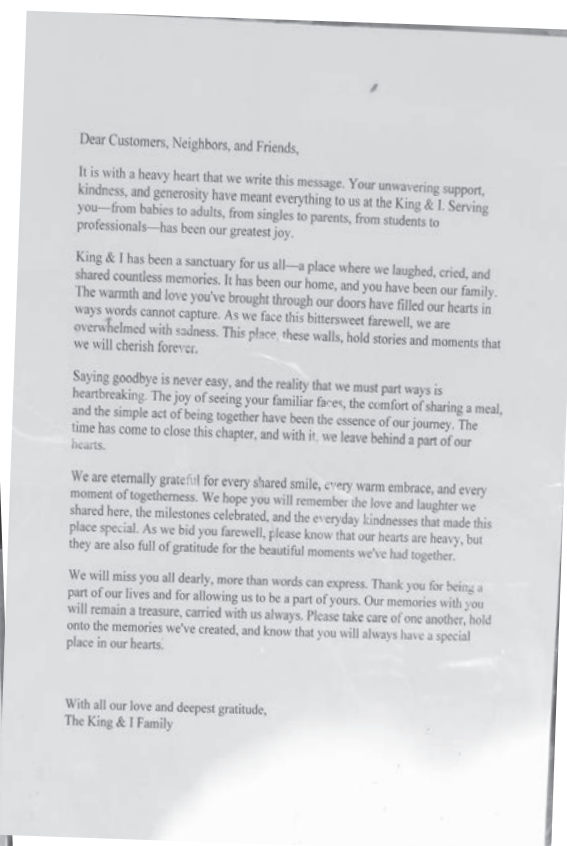 Dear Customers, Neighbors, and Friends,
It is with a heavy heart that we write this message. Your unwavering support,
kindness, and generosity have meant everything to us at the King & I. Serving
you—from babies to adults, from singles to parents, from students to
professionals—has been our greatest joy.
King & I has been a sanctuary for us all—a place where we laughed, cried, and
shared countless memories. It has been our home, and you have been our family.
The warmth and love you've brought through our doors have filled our hearts in
ways words cannot capture. As we face this bittersweet farewell, we are
overwhelmed with sadness. This place, these walls, hold stories and moments that
we will cherish forever.
Saying goodbye is never easy, and the reality that we must part ways is
heartbreaking. The joy of seeing your familiar faces, the comfort of sharing a meal,
and the simple act of being together have been the essence of our journey. The
time has come to close this chapter, and with it, we leave behind a part of our
hearts.
We are eternally grateful for every shared smile, every warm embrace, and every
moment of togetherness. We hope you will remember the love and laughter we
shared here, the milestones celebrated, and the everyday kindnesses that made this
place special. As we bid you farewell, please know that our hearts are heavy, but
they are also full of gratitude for the beautiful moments we've had together.
We will miss you all dearly, more than words can express. Thank you for being a
part of our lives and for allowing us to be a part of yours. Our memories with you
will remain a treasure, carried with us always. Please take care of one another, hold
onto the memories we've created, and know that you will always have a special
place in our hearts.
With all our love and deepest gratitude,
The King & I Family